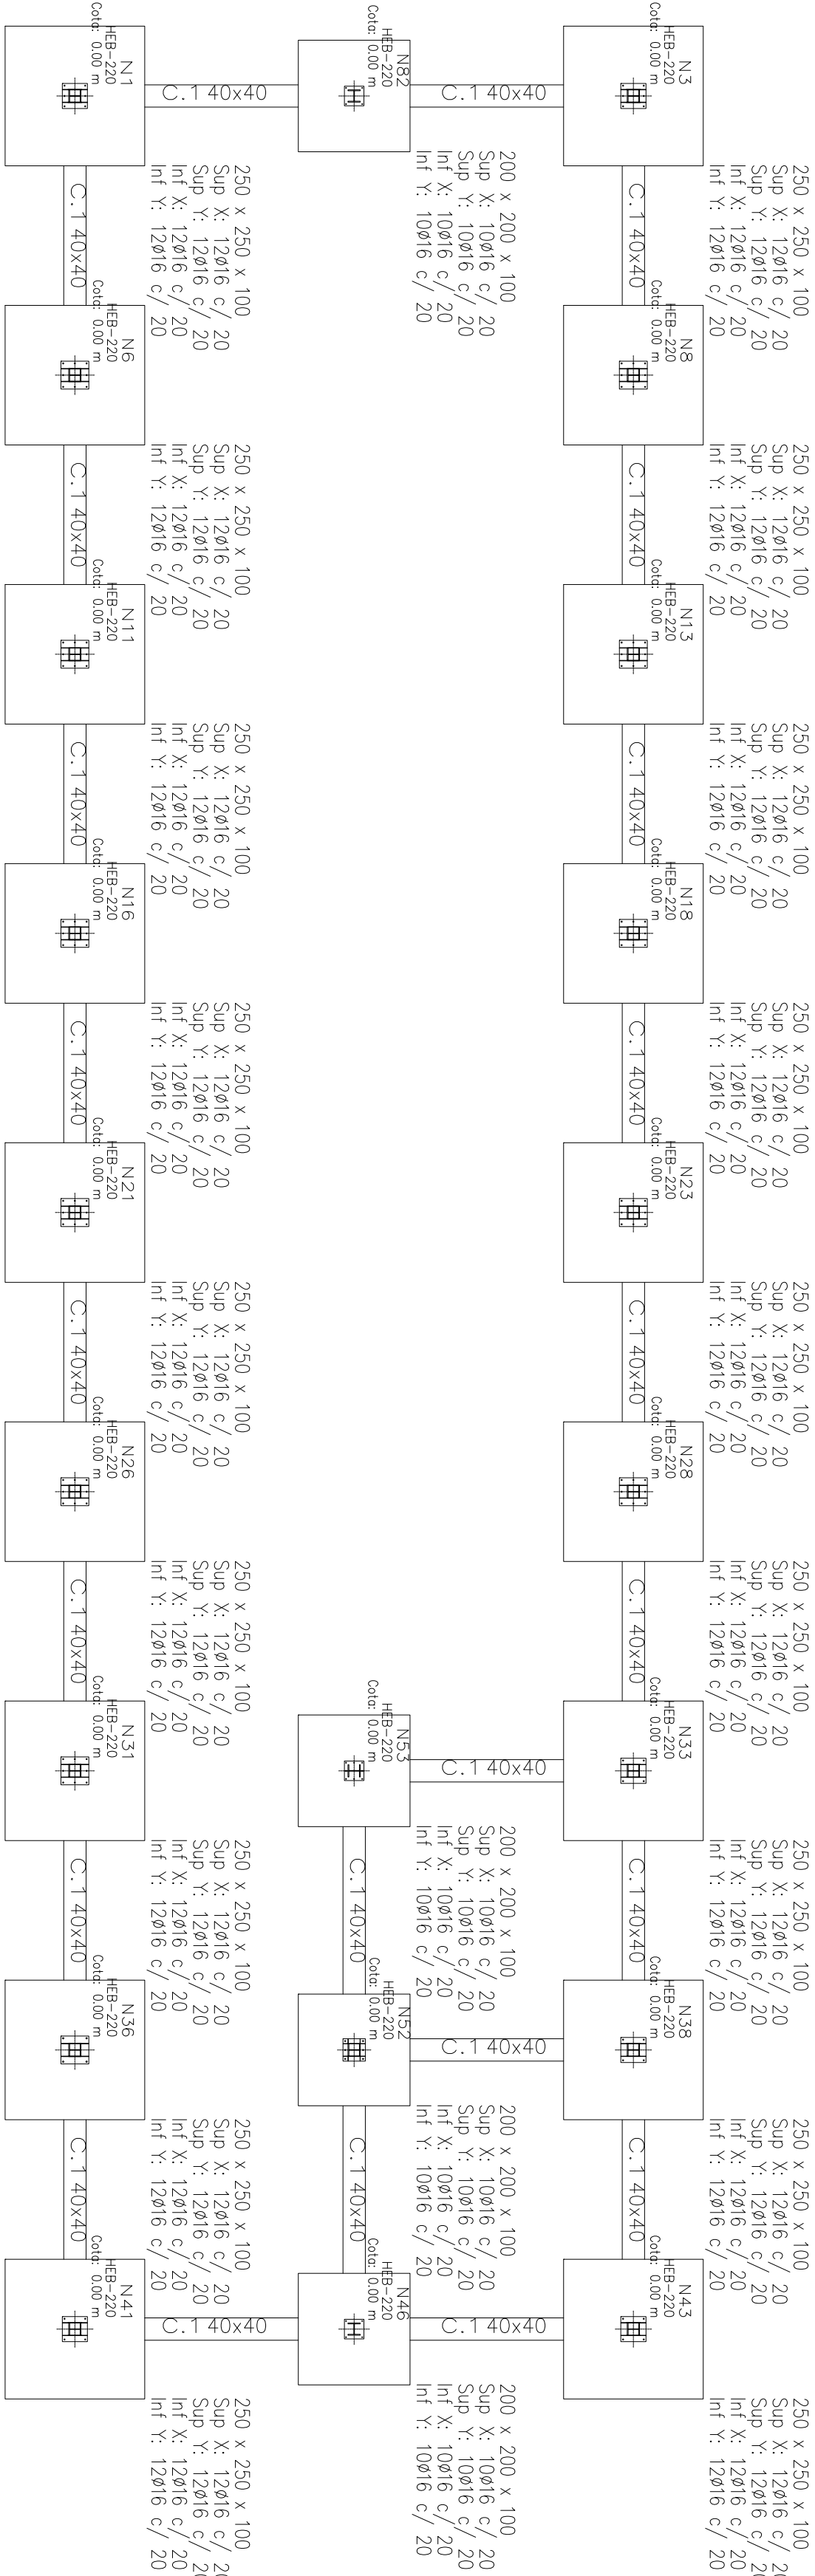 N3
HEB-220
Cota: 0.00 m
250 x 250 x 100
Sup X: 12Ø16 c/ 20
Sup Y: 12Ø16 c/ 20
Inf X: 12Ø16 c/ 20
Inf Y: 12Ø16 c/ 20
C.1 40x40
N8
HEB-220
Cota: 0.00 m
250 x 250 x 100
Sup X: 12Ø16 c/ 20
Sup Y: 12Ø16 c/ 20
Inf X: 12Ø16 c/ 20
Inf Y: 12Ø16 c/ 20
C.1 40x40
N13
HEB-220
Cota: 0.00 m
250 x 250 x 100
Sup X: 12Ø16 c/ 20
Sup Y: 12Ø16 c/ 20
Inf X: 12Ø16 c/ 20
Inf Y: 12Ø16 c/ 20
C.1 40x40
N18
HEB-220
Cota: 0.00 m
250 x 250 x 100
Sup X: 12Ø16 c/ 20
Sup Y: 12Ø16 c/ 20
Inf X: 12Ø16 c/ 20
Inf Y: 12Ø16 c/ 20
C.1 40x40
N23
HEB-220
Cota: 0.00 m
250 x 250 x 100
Sup X: 12Ø16 c/ 20
Sup Y: 12Ø16 c/ 20
Inf X: 12Ø16 c/ 20
Inf Y: 12Ø16 c/ 20
C.1 40x40
N28
HEB-220
Cota: 0.00 m
250 x 250 x 100
Sup X: 12Ø16 c/ 20
Sup Y: 12Ø16 c/ 20
Inf X: 12Ø16 c/ 20
Inf Y: 12Ø16 c/ 20
C.1 40x40
N33
HEB-220
Cota: 0.00 m
250 x 250 x 100
Sup X: 12Ø16 c/ 20
Sup Y: 12Ø16 c/ 20
Inf X: 12Ø16 c/ 20
Inf Y: 12Ø16 c/ 20
C.1 40x40
N38
HEB-220
Cota: 0.00 m
250 x 250 x 100
Sup X: 12Ø16 c/ 20
Sup Y: 12Ø16 c/ 20
Inf X: 12Ø16 c/ 20
Inf Y: 12Ø16 c/ 20
C.1 40x40
N43
HEB-220
Cota: 0.00 m
250 x 250 x 100
Sup X: 12Ø16 c/ 20
Sup Y: 12Ø16 c/ 20
Inf X: 12Ø16 c/ 20
Inf Y: 12Ø16 c/ 20
C.1 40x40
C.1 40x40
C.1 40x40
C.1 40x40
N82
HEB-220
Cota: 0.00 m
200 x 200 x 100
Sup X: 10Ø16 c/ 20
Sup Y: 10Ø16 c/ 20
Inf X: 10Ø16 c/ 20
Inf Y: 10Ø16 c/ 20
N53
HEB-220
Cota: 0.00 m
200 x 200 x 100
Sup X: 10Ø16 c/ 20
Sup Y: 10Ø16 c/ 20
Inf X: 10Ø16 c/ 20
Inf Y: 10Ø16 c/ 20
C.1 40x40
N52
HEB-220
Cota: 0.00 m
200 x 200 x 100
Sup X: 10Ø16 c/ 20
Sup Y: 10Ø16 c/ 20
Inf X: 10Ø16 c/ 20
Inf Y: 10Ø16 c/ 20
C.1 40x40
N46
HEB-220
Cota: 0.00 m
200 x 200 x 100
Sup X: 10Ø16 c/ 20
Sup Y: 10Ø16 c/ 20
Inf X: 10Ø16 c/ 20
Inf Y: 10Ø16 c/ 20
C.1 40x40
C.1 40x40
N1
HEB-220
Cota: 0.00 m
250 x 250 x 100
Sup X: 12Ø16 c/ 20
Sup Y: 12Ø16 c/ 20
Inf X: 12Ø16 c/ 20
Inf Y: 12Ø16 c/ 20
C.1 40x40
N6
HEB-220
Cota: 0.00 m
250 x 250 x 100
Sup X: 12Ø16 c/ 20
Sup Y: 12Ø16 c/ 20
Inf X: 12Ø16 c/ 20
Inf Y: 12Ø16 c/ 20
C.1 40x40
N11
HEB-220
Cota: 0.00 m
250 x 250 x 100
Sup X: 12Ø16 c/ 20
Sup Y: 12Ø16 c/ 20
Inf X: 12Ø16 c/ 20
Inf Y: 12Ø16 c/ 20
C.1 40x40
N16
HEB-220
Cota: 0.00 m
250 x 250 x 100
Sup X: 12Ø16 c/ 20
Sup Y: 12Ø16 c/ 20
Inf X: 12Ø16 c/ 20
Inf Y: 12Ø16 c/ 20
C.1 40x40
N21
HEB-220
Cota: 0.00 m
250 x 250 x 100
Sup X: 12Ø16 c/ 20
Sup Y: 12Ø16 c/ 20
Inf X: 12Ø16 c/ 20
Inf Y: 12Ø16 c/ 20
C.1 40x40
N26
HEB-220
Cota: 0.00 m
250 x 250 x 100
Sup X: 12Ø16 c/ 20
Sup Y: 12Ø16 c/ 20
Inf X: 12Ø16 c/ 20
Inf Y: 12Ø16 c/ 20
C.1 40x40
N31
HEB-220
Cota: 0.00 m
250 x 250 x 100
Sup X: 12Ø16 c/ 20
Sup Y: 12Ø16 c/ 20
Inf X: 12Ø16 c/ 20
Inf Y: 12Ø16 c/ 20
C.1 40x40
N36
HEB-220
Cota: 0.00 m
250 x 250 x 100
Sup X: 12Ø16 c/ 20
Sup Y: 12Ø16 c/ 20
Inf X: 12Ø16 c/ 20
Inf Y: 12Ø16 c/ 20
C.1 40x40
N41
HEB-220
Cota: 0.00 m
250 x 250 x 100
Sup X: 12Ø16 c/ 20
Sup Y: 12Ø16 c/ 20
Inf X: 12Ø16 c/ 20
Inf Y: 12Ø16 c/ 20